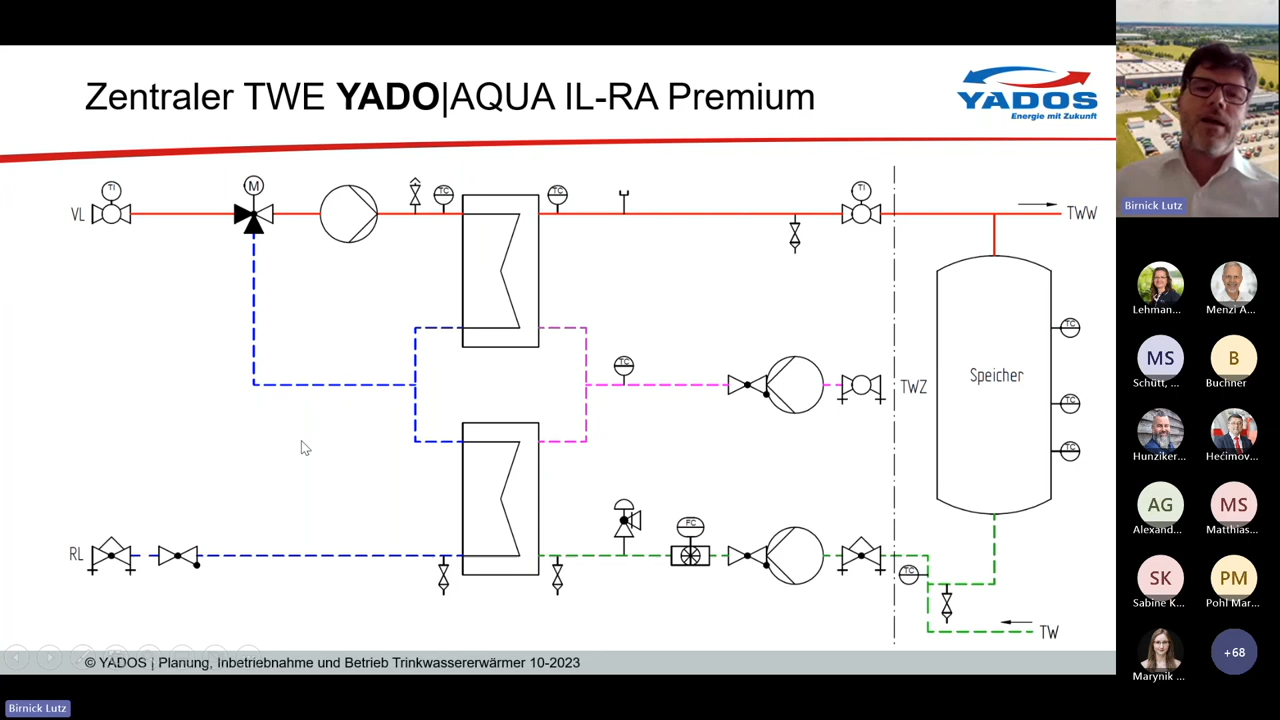 Zentraler TWE YADO|AQUA IL-RA Premium
YADOS
Energie mit Zukunft
Birnick Lutz
TI
M
TC
TC
TI
VL
TWW
TC
TC
TC
TC
TWZ
Speicher
FC
TC
RL
TW
© YADOS | Planung, Inbetriebnahme und Betrieb Trinkwassererwärmer 10-2023
Lehman...
Menzi A...
MS
B
Schütt, ...
Buchner
Hunziker...
Hećimov...
AG
MS
Alexand...
Matthias...
SK
PM
Sabine K...
Pohl Mar...
Marynik ...
+68
Birnick Lutz